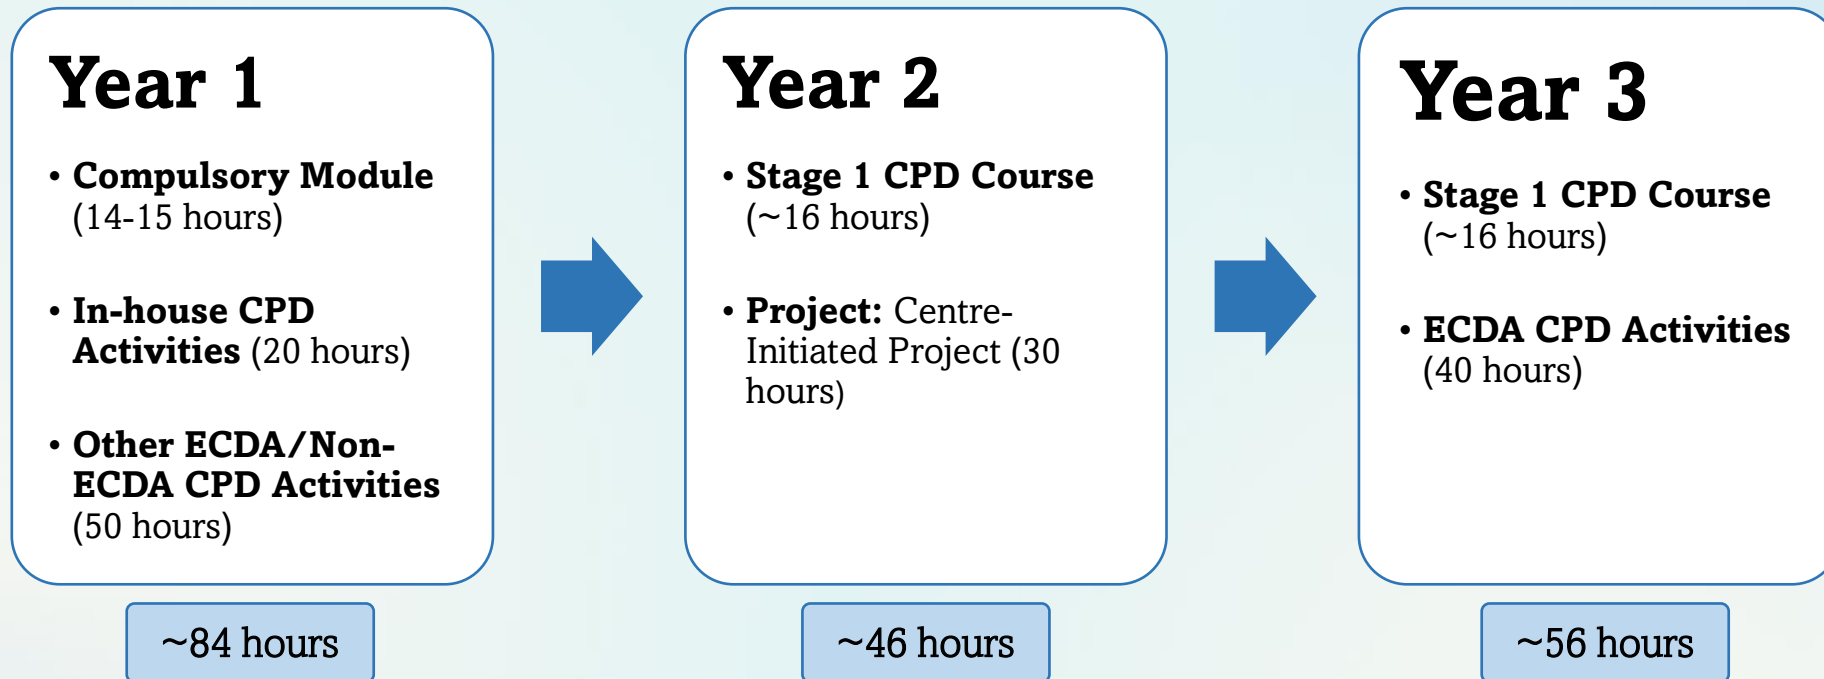 Year 1
• Compulsory Module
(14-15 hours)
• In-house CPD
Activities (20 hours)
• Other ECDA/Non-
ECDA CPD Activities
(50 hours)
~84 hours
Year 2
• Stage 1 CPD Course
(~16 hours)
• Project: Centre-
Initiated Project (30
hours)
~46 hours
Year 3
• Stage 1 CPD Course
(~16 hours)
• ECDA CPD Activities
(40 hours)
~56 hours